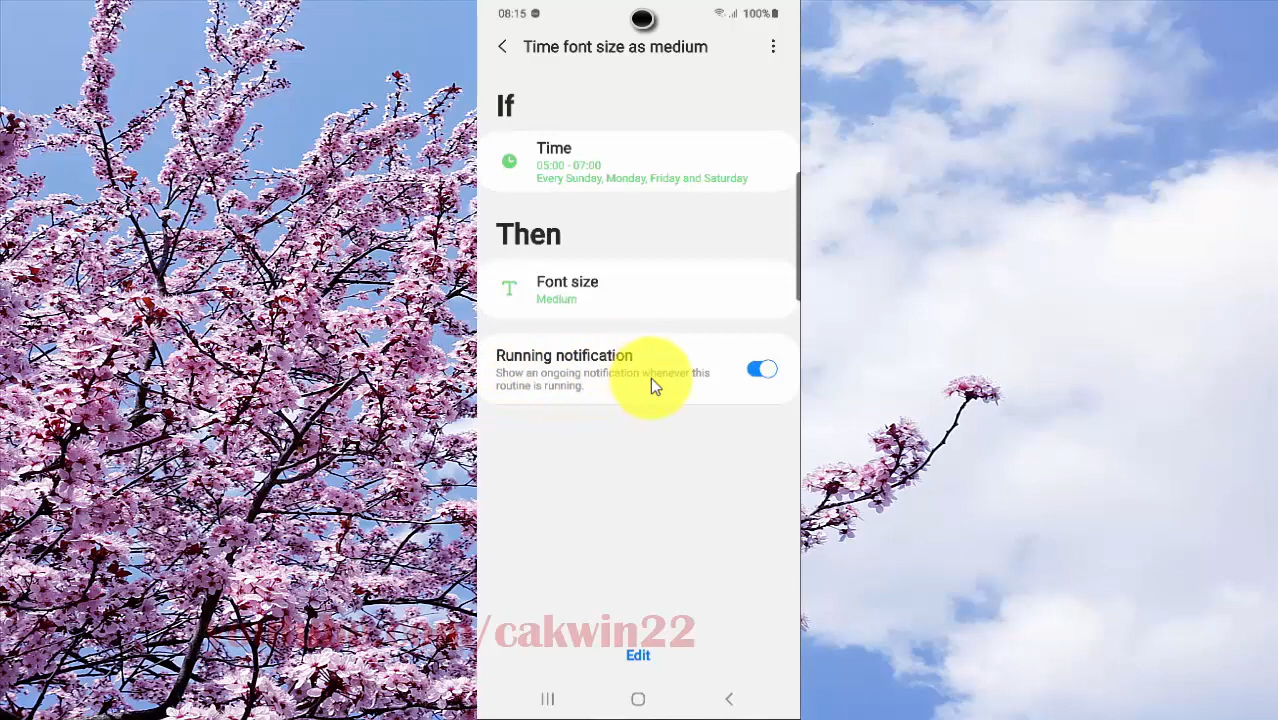 08:15
100%
Time font size as medium
If
Time
05:00 - 07:00
Every Sunday, Monday, Friday and Saturday
Then
T
Font size
Medium
Running notification
Show an ongoing notification whenever this
routine is running.
/cakwin22
Edit